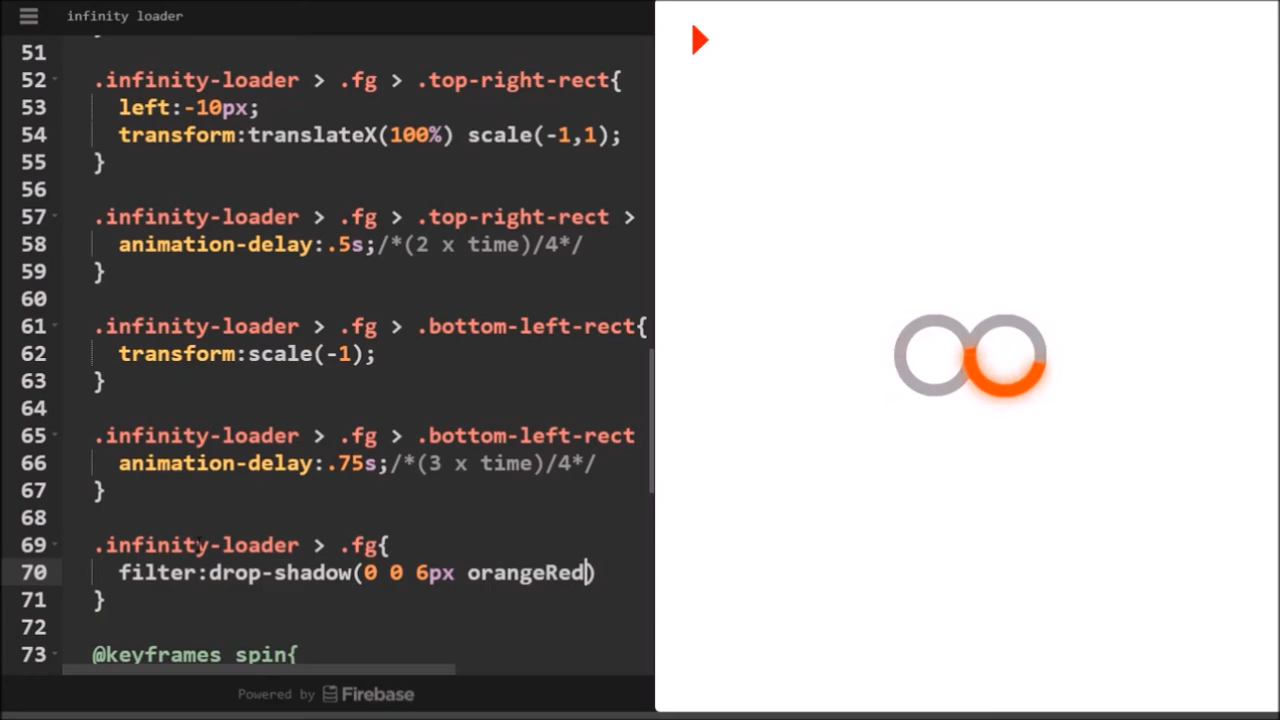 infinity loader
51 }
52 .infinity-loader > .fg > .top-right-rect{
53 left:-10px;
54 transform:translateX(100%) scale(-1,1);
55 }
56
57 .infinity-loader > .fg > .top-right-rect >
58 animation-delay:.5s;/*(2 x time)/4*/
59 }
60
61 .infinity-loader > .fg > .bottom-left-rect{
62 transform:scale(-1);
63 }
64
65 .infinity-loader > .fg > .bottom-left-rect
66 animation-delay:.75s;/*(3 x time)/4*/
67 }
68
69 .infinity-loader > .fg{
70 filter:drop-shadow(0 0 6px orangeRed)
71 }
72
73 @keyframes spin{
Powered by Firebase